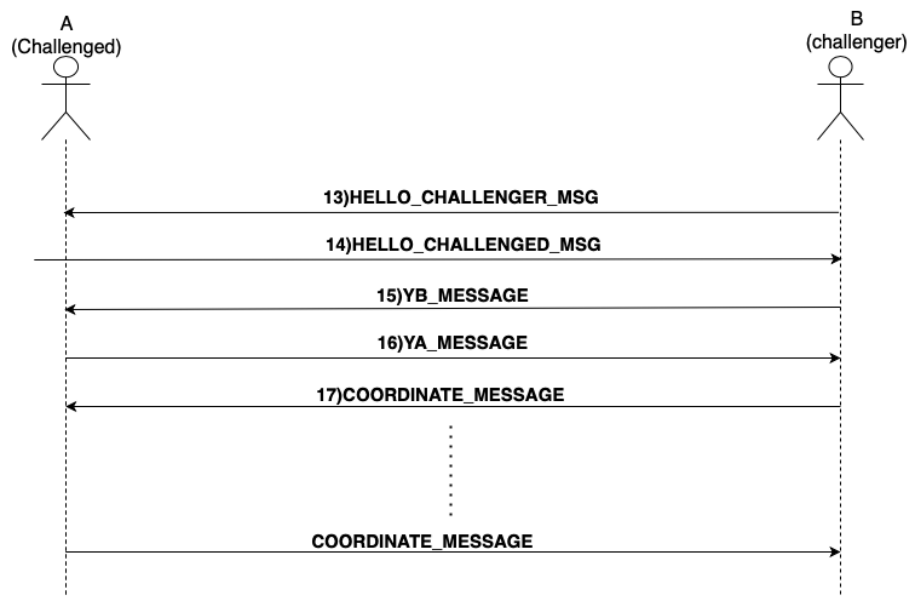 A
(Challenged)
B
(challenger)
13)HELLO_CHALLENGER_MSG
14)HELLO_CHALLENGED_MSG
15)YB_MESSAGE
16)YA_MESSAGE
17)COORDINATE_MESSAGE
COORDINATE_MESSAGE